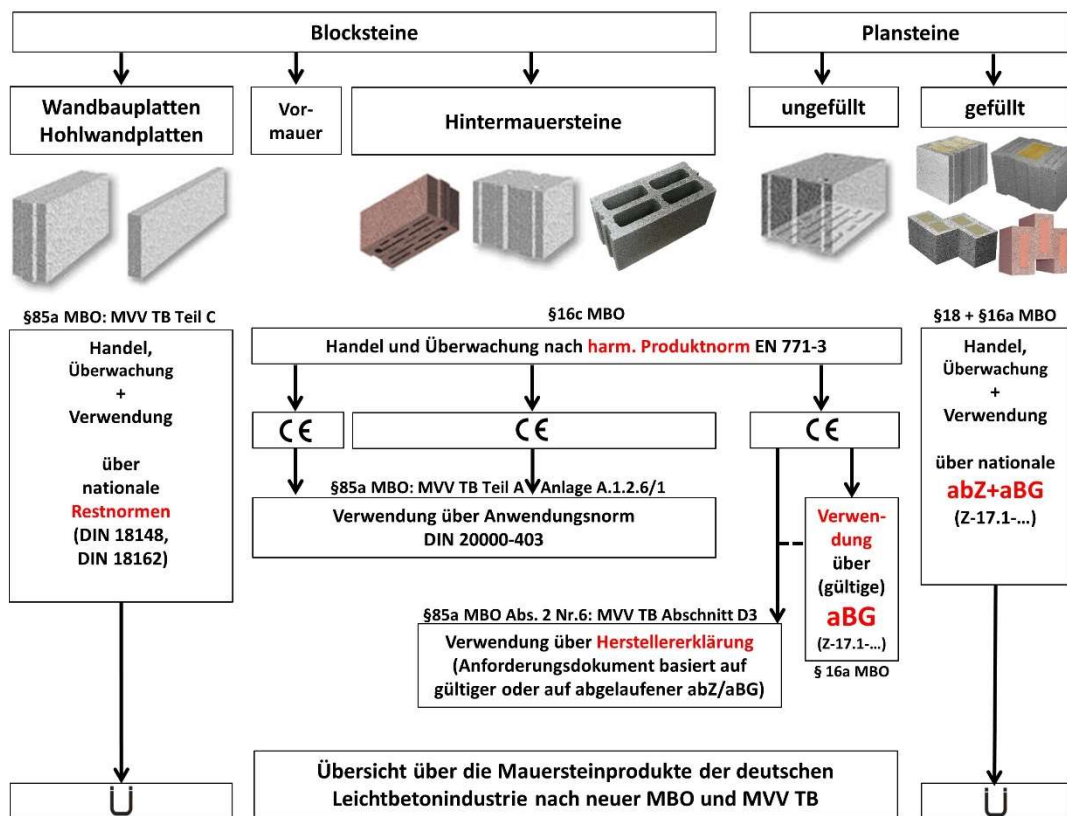 Blocksteine
Plansteine
Wandbauplatten
Hohlwandplatten
Vor-
mauer
Hintermauersteine
ungefüllt
gefüllt
§85a MBO: MVV TB Teil C
Handel,
Überwachung
+
Verwendung
über
nationale
Restnormen
(DIN 18148,
DIN 18162)
Ü
§16c MBO
Handel und Überwachung nach harm. Produktnorm EN 771-3
CE
CE
CE
§85a MBO: MVV TB Teil A Anlage A.1.2.6/1
Verwendung über Anwendungsnorm
DIN 20000-403
§85a MBO Abs. 2 Nr.6: MVV TB Abschnitt D3
Verwendung über Herstellererklärung
(Anforderungsdokument basiert auf
gültiger oder auf abgelaufener abZ/aBG)
Verwen-
dung
über
(gültige)
aBG
(Z-17.1-...)
§ 16a MBO
§18 + §16a MBO
Handel,
Überwachung
+
Verwendung
über nationale
abZ+aBG
(Z-17.1-...)
Ü
Übersicht über die Mauersteinprodukte der deutschen
Leichtbetonindustrie nach neuer MBO und MVV TB